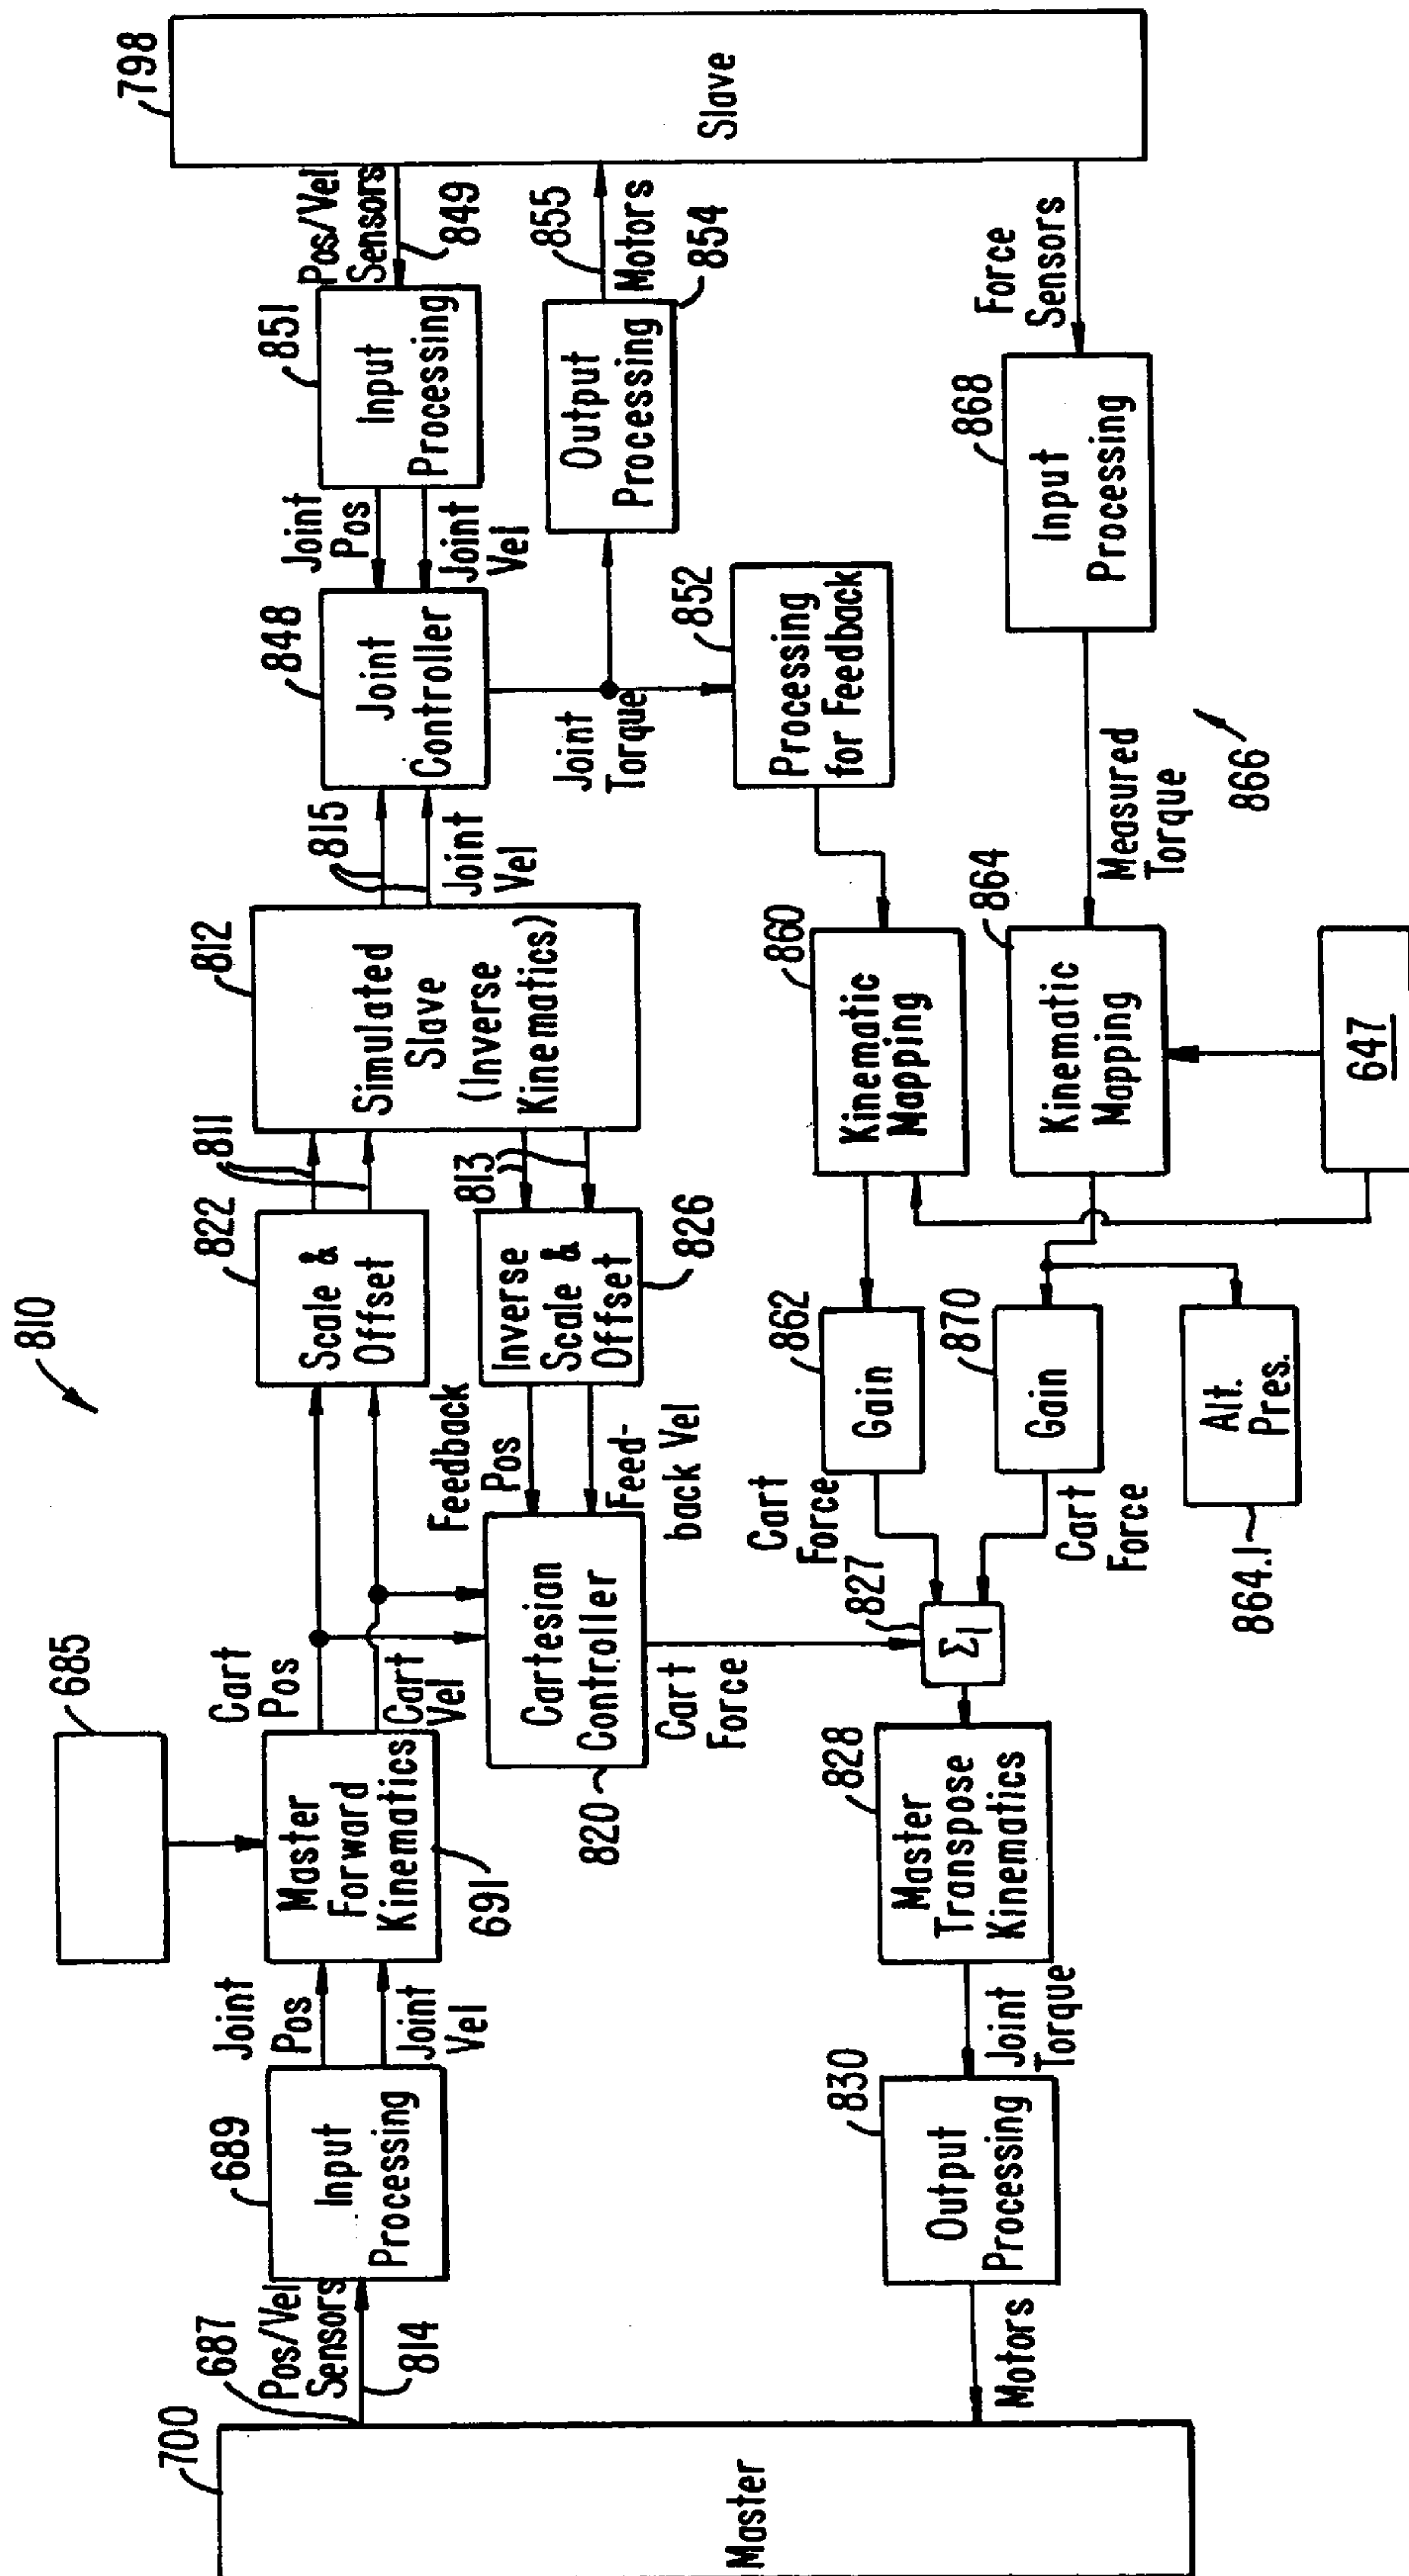 810
700
Master
687
Pos/Vel
Sensors
814
689
Input
Processing
Joint
Pos
Joint
Vel
685
Master
Forward
Kinematics
691
Cart
Pos
Cart
Vel
822
Scale &
Offset
811
812
Simulated
Slave
(Inverse
Kinematics)
815
Joint
Vel
848
Joint
Controller
Joint
Pos
Joint
Vel
851
Input
Processing
Pos/Vel
Sensors
849
798
Slave
820
Cartesian
Controller
Feedback
Pos
Feed-
back Vel
Inverse
Scale &
Offset
826
813
Cart
Force
Joint
Torque
Output
Processing
854
855
Motors
852
Processing
for Feedback
860
Kinematic
Mapping
862
Gain
Cart
Force
827
Σ
828
Master
Transpose
Kinematics
Joint
Torque
830
Output
Processing
Motors
Force
Sensors
868
Input
Processing
Measured
Torque
866
864
Kinematic
Mapping
870
Gain
Cart
Force
Alt.
Pres.
864.1
647